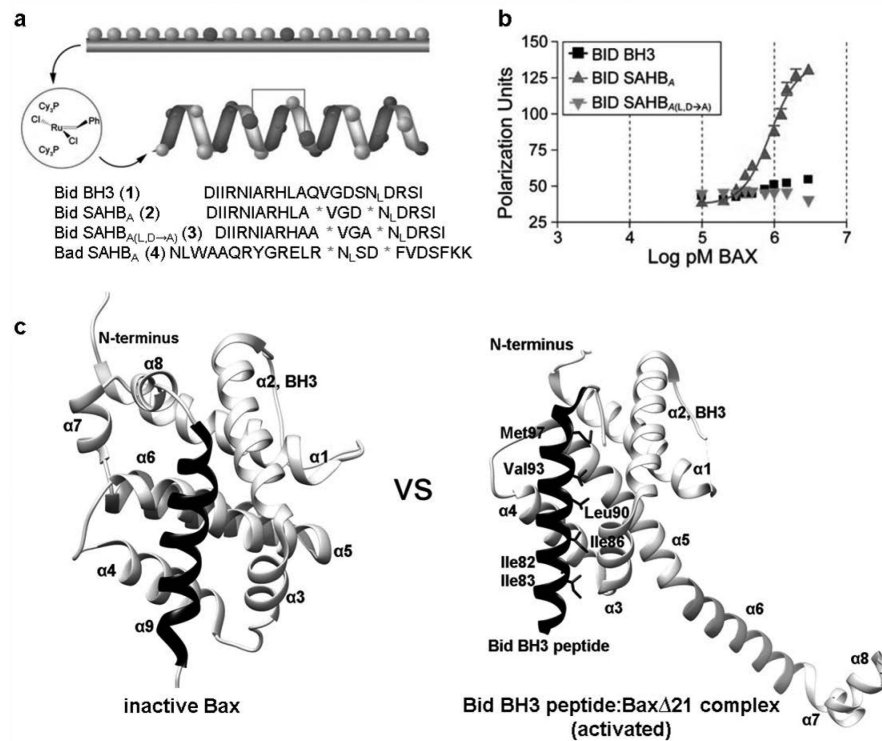 a
Cy₃P
Cl
Ru
Ph
Cl
Cy₃P
Bid BH3 (1) DIIRNIARHLAQVGDSNLDRSI
Bid SAHBA (2) DIIRNIARHLA *VGD *NLDRSI
Bid SAHBA(L,D→A) (3) DIIRNIARHAA *VGA *NLDRSI
Bad SAHBA (4) NLWAAQRYGRELR *NLSD *FVDSFKK
b
Polarization Units
150
125
100
75
50
25
BID BH3
BID SAHBA
BID SAHBA(L,D→A)
3 4 5 6 7
Log pM BAX
c
N-terminus
α8
α2, BH3
α7
α1
α6
α5
α4
α3
α9
inactive Bax
VS
N-terminus
α2, BH3
Met97
α1
Val93
α4
Leu90
α5
Ile86
Ile82
Ile83
α3
α6
Bid BH3 peptide
α8
α7
Bid BH3 peptide:BaxΔ21 complex
(activated)